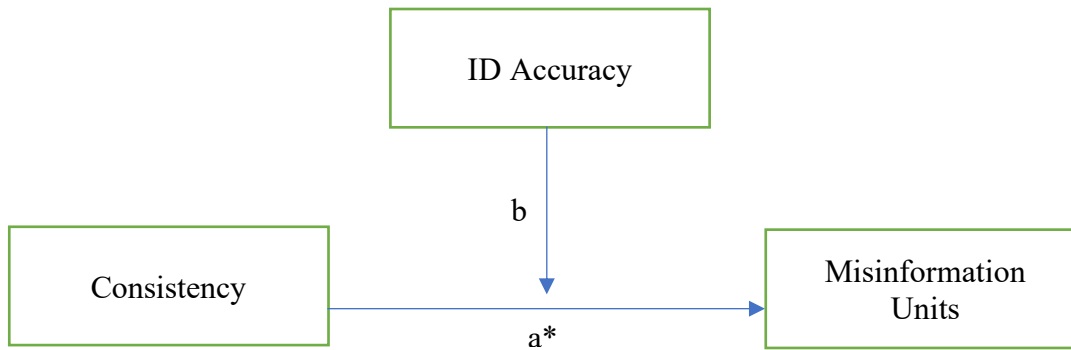 ID Accuracy
b
Consistency
Misinformation
Units
a*